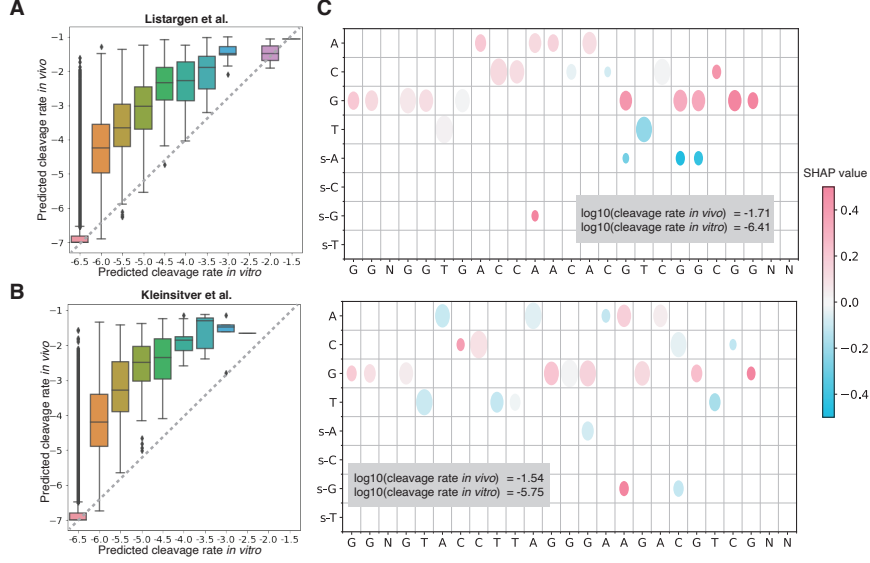 A
Listargen et al.
Predicted cleavage rate in vivo
−1
−2
−3
−4
−5
−6
−7
-6.5 -6.0 -5.5 -5.0 -4.5 -4.0 -3.5 -3.0 -2.5 -2.0 -1.5
Predicted cleavage rate in vitro
B
Kleinsitver et al.
Predicted cleavage rate in vivo
−1
−2
−3
−4
−5
−6
−7
-6.5 -6.0 -5.5 -5.0 -4.5 -4.0 -3.5 -3.0 -2.5 -2.0 -1.5
Predicted cleavage rate in vitro
C
A
C
G
T
s-A
s-C
s-G
s-T
log10(cleavage rate in vivo) = -1.71
log10(cleavage rate in vitro) = -6.41
G G N G G T G A C C A A C A C G T C G G C G G N N
A
C
G
T
s-A
s-C
s-G
s-T
log10(cleavage rate in vivo) = -1.54
log10(cleavage rate in vitro) = -5.75
G G N G T A C C T T A G G G A A G A C G T C G N N
SHAP value
0.4
0.2
0.0
−0.2
−0.4